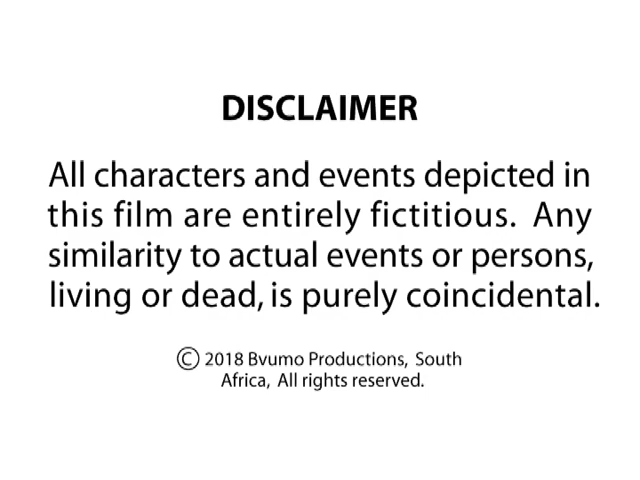 DISCLAIMER
All characters and events depicted in
this film are entirely fictitious. Any
similarity to actual events or persons,
living or dead, is purely coincidental.
© 2018 Bvumo Productions, South
Africa, All rights reserved.